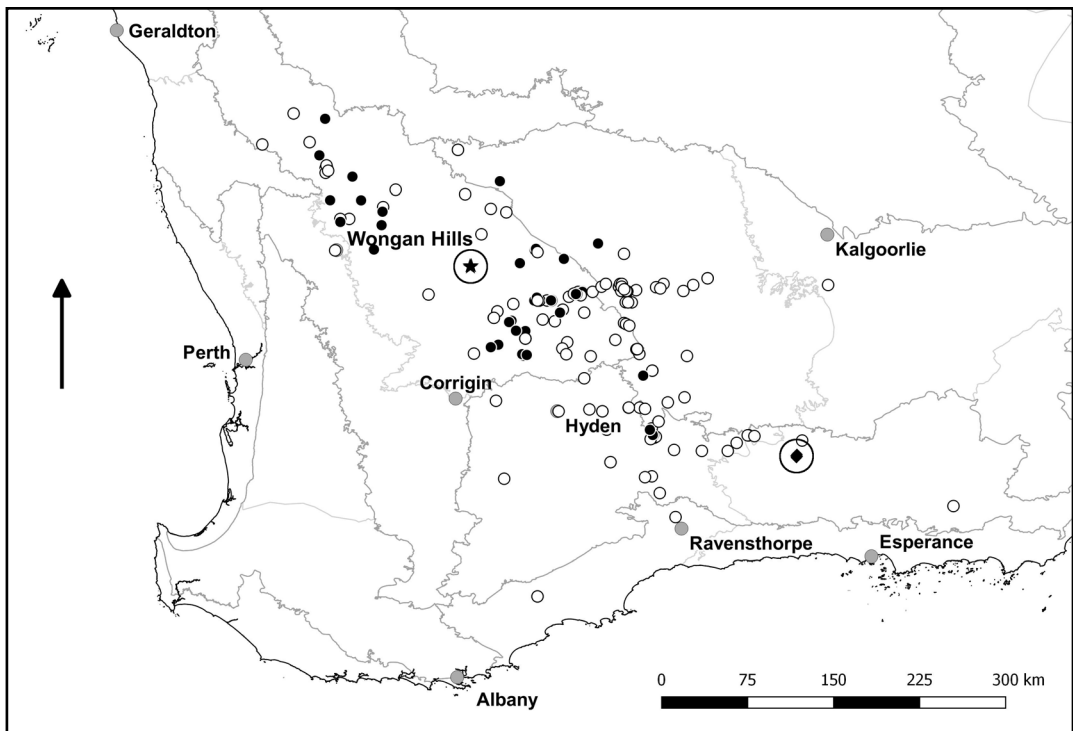 Geraldton
Wongan Hills
Kalgoorlie
Perth
Corrigin
Hyden
Ravensthorpe
Esperance
Albany
0 75 150 225 300 km